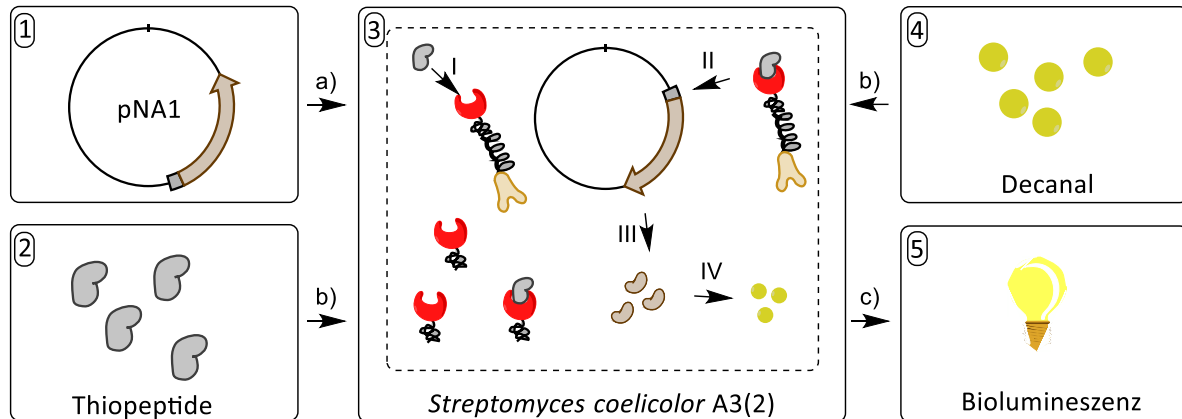 1
pNA1
a)
2
Thiopeptide
b)
3
I
II
III
IV
Streptomyces coelicolor A3(2)
4
b)
Decanal
5
c)
Biolumineszenz